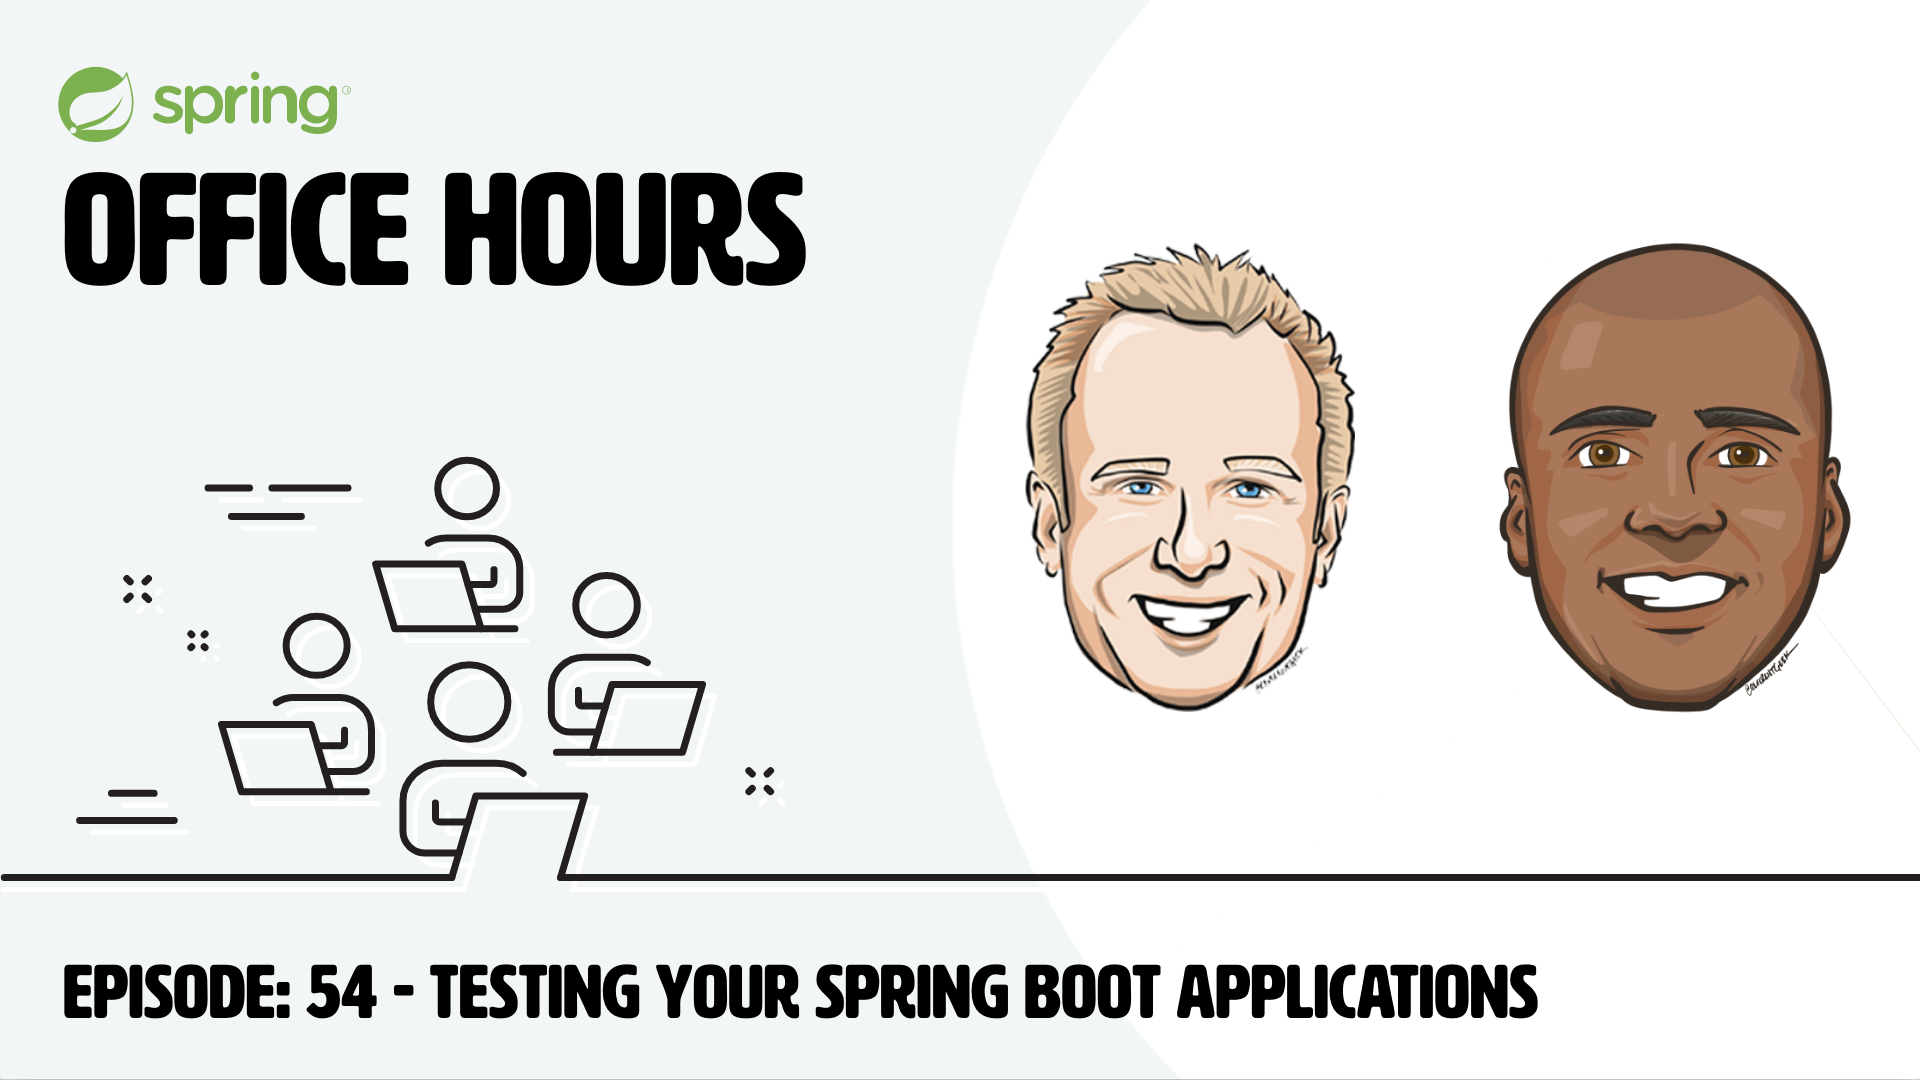 spring
OFFICE HOURS
EPISODE: 54 - TESTING YOUR SPRING BOOT APPLICATIONS